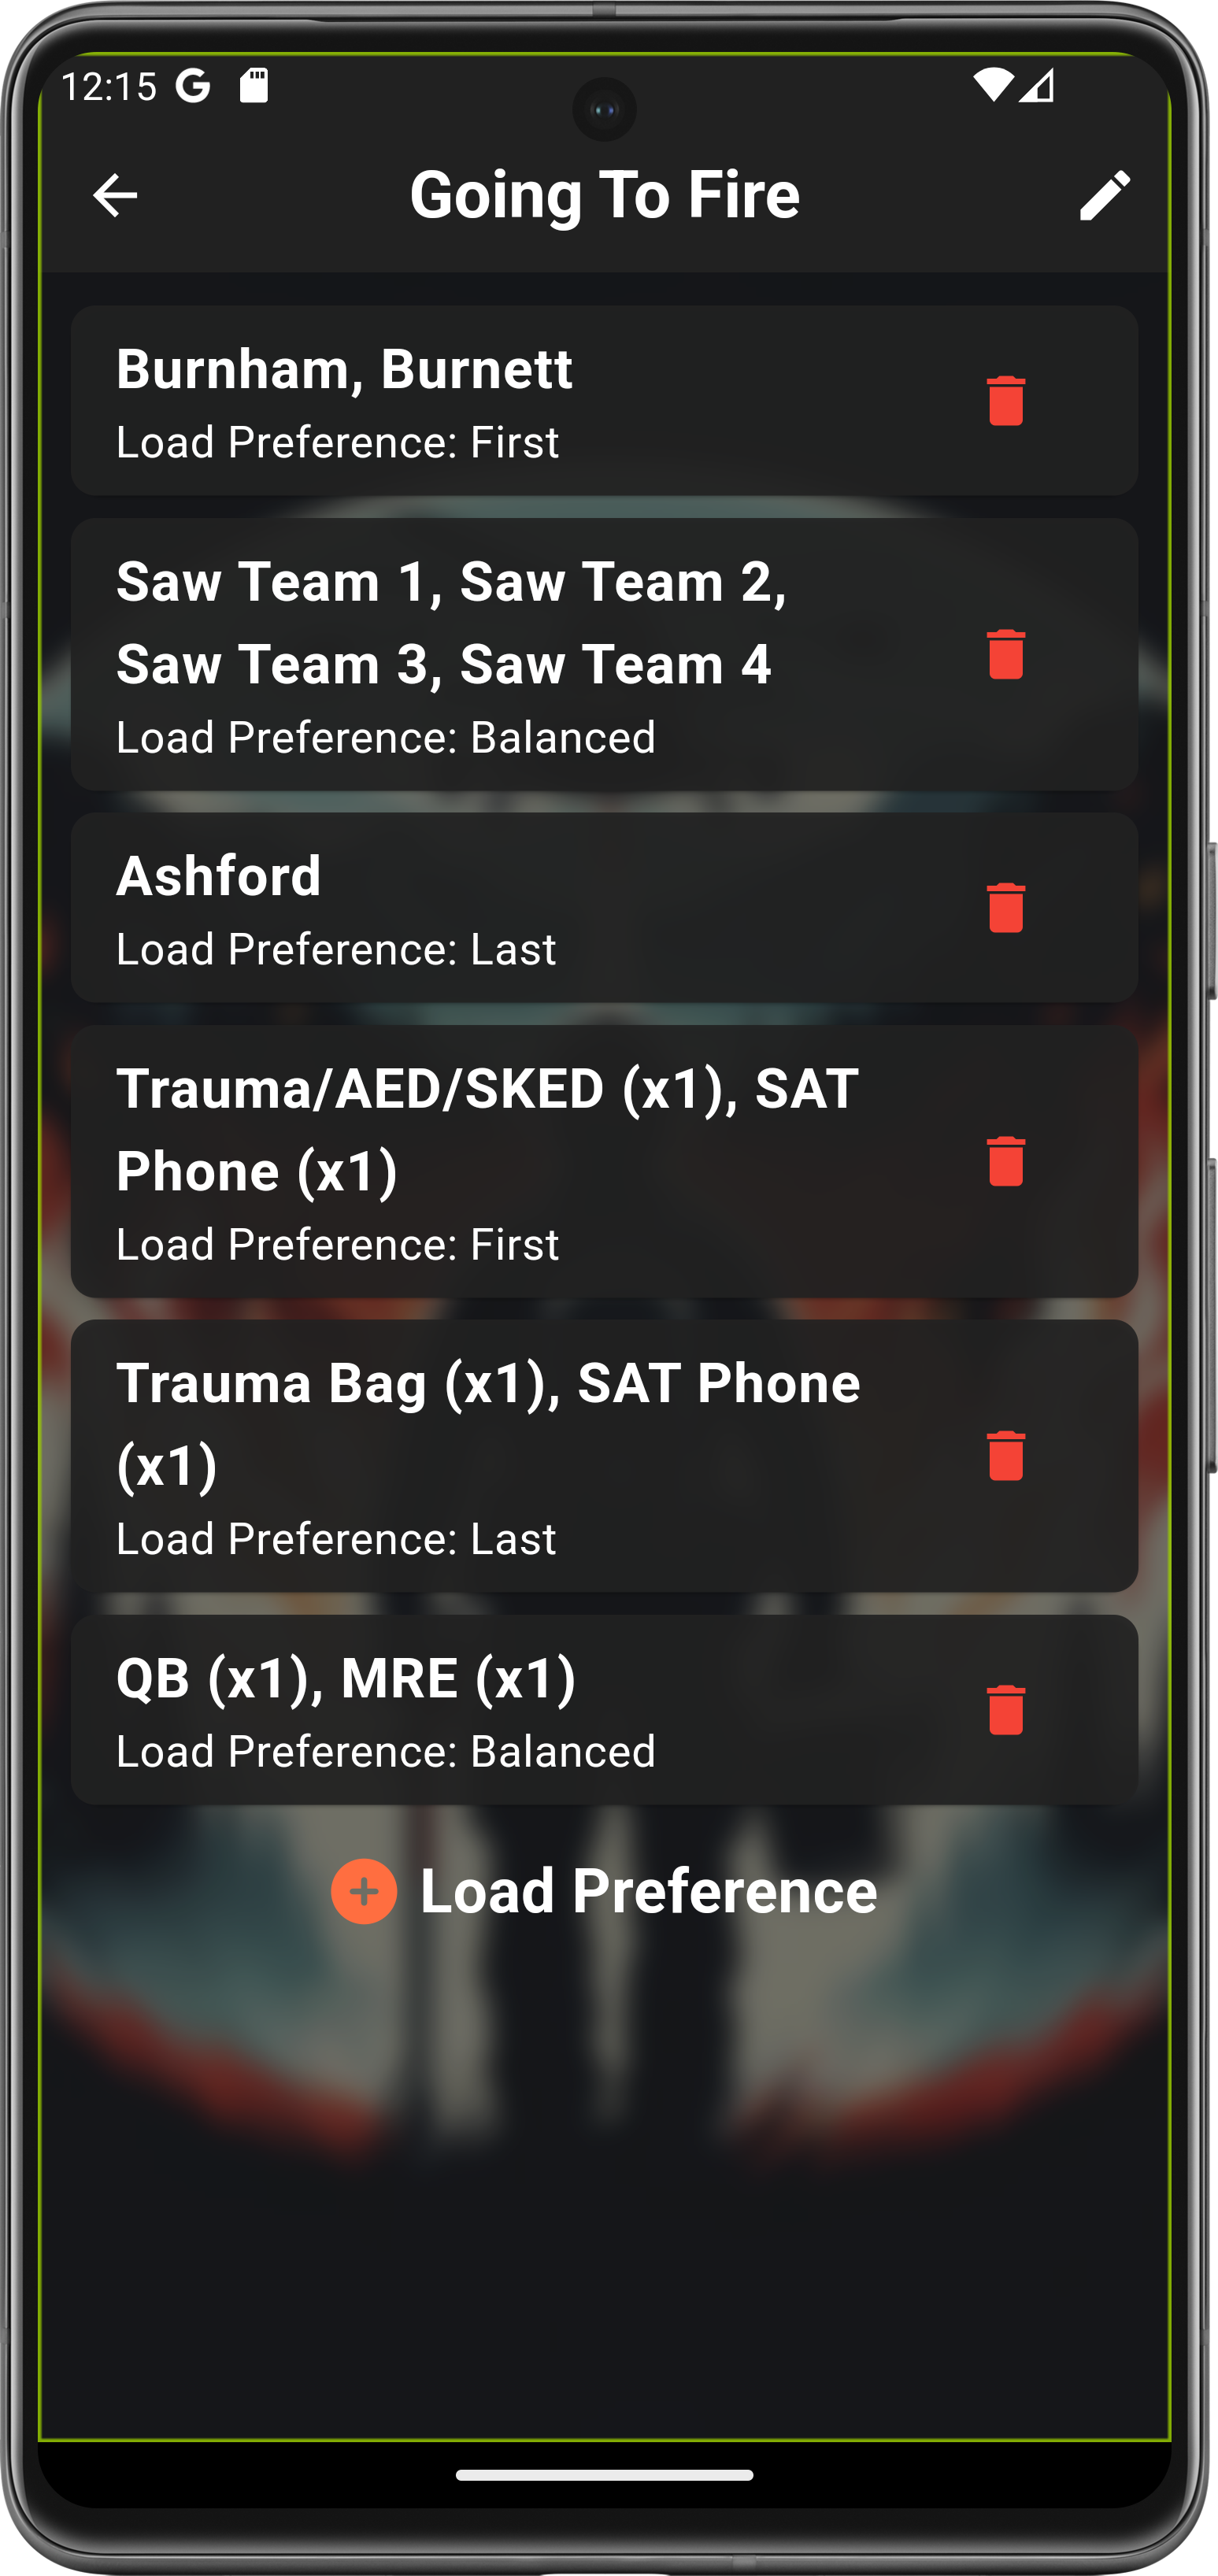 12:15
Going To Fire
Burnham, Burnett
Load Preference: First
Saw Team 1, Saw Team 2,
Saw Team 3, Saw Team 4
Load Preference: Balanced
Ashford
Load Preference: Last
Trauma/AED/SKED (x1), SAT
Phone (x1)
Load Preference: First
Trauma Bag (x1), SAT Phone
(x1)
Load Preference: Last
QB (x1), MRE (x1)
Load Preference: Balanced
Load Preference